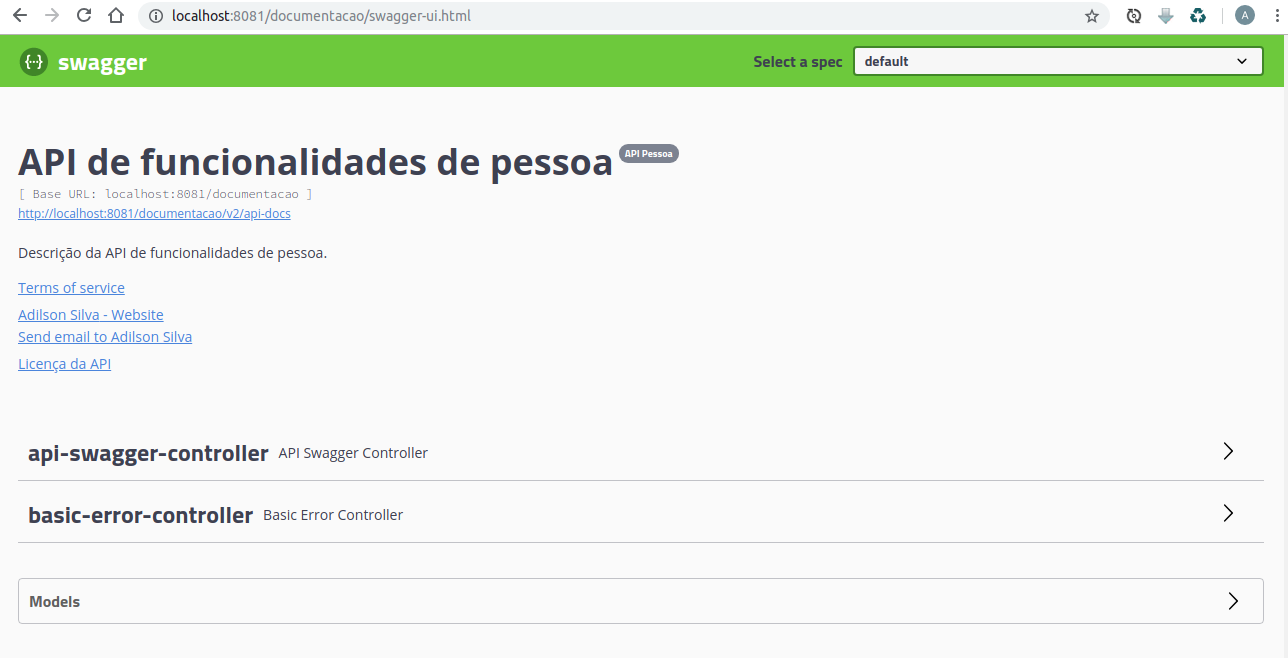 localhost:8081/documentacao/swagger-ui.html
A
{··} swagger
Select a spec default
API de funcionalidades de pessoa API Pessoa
[ Base URL: localhost:8081/documentacao ]
http://localhost:8081/documentacao/v2/api-docs
Descrição da API de funcionalidades de pessoa.
Terms of service
Adilson Silva - Website
Send email to Adilson Silva
Licença da API
api-swagger-controller API Swagger Controller
basic-error-controller Basic Error Controller
Models